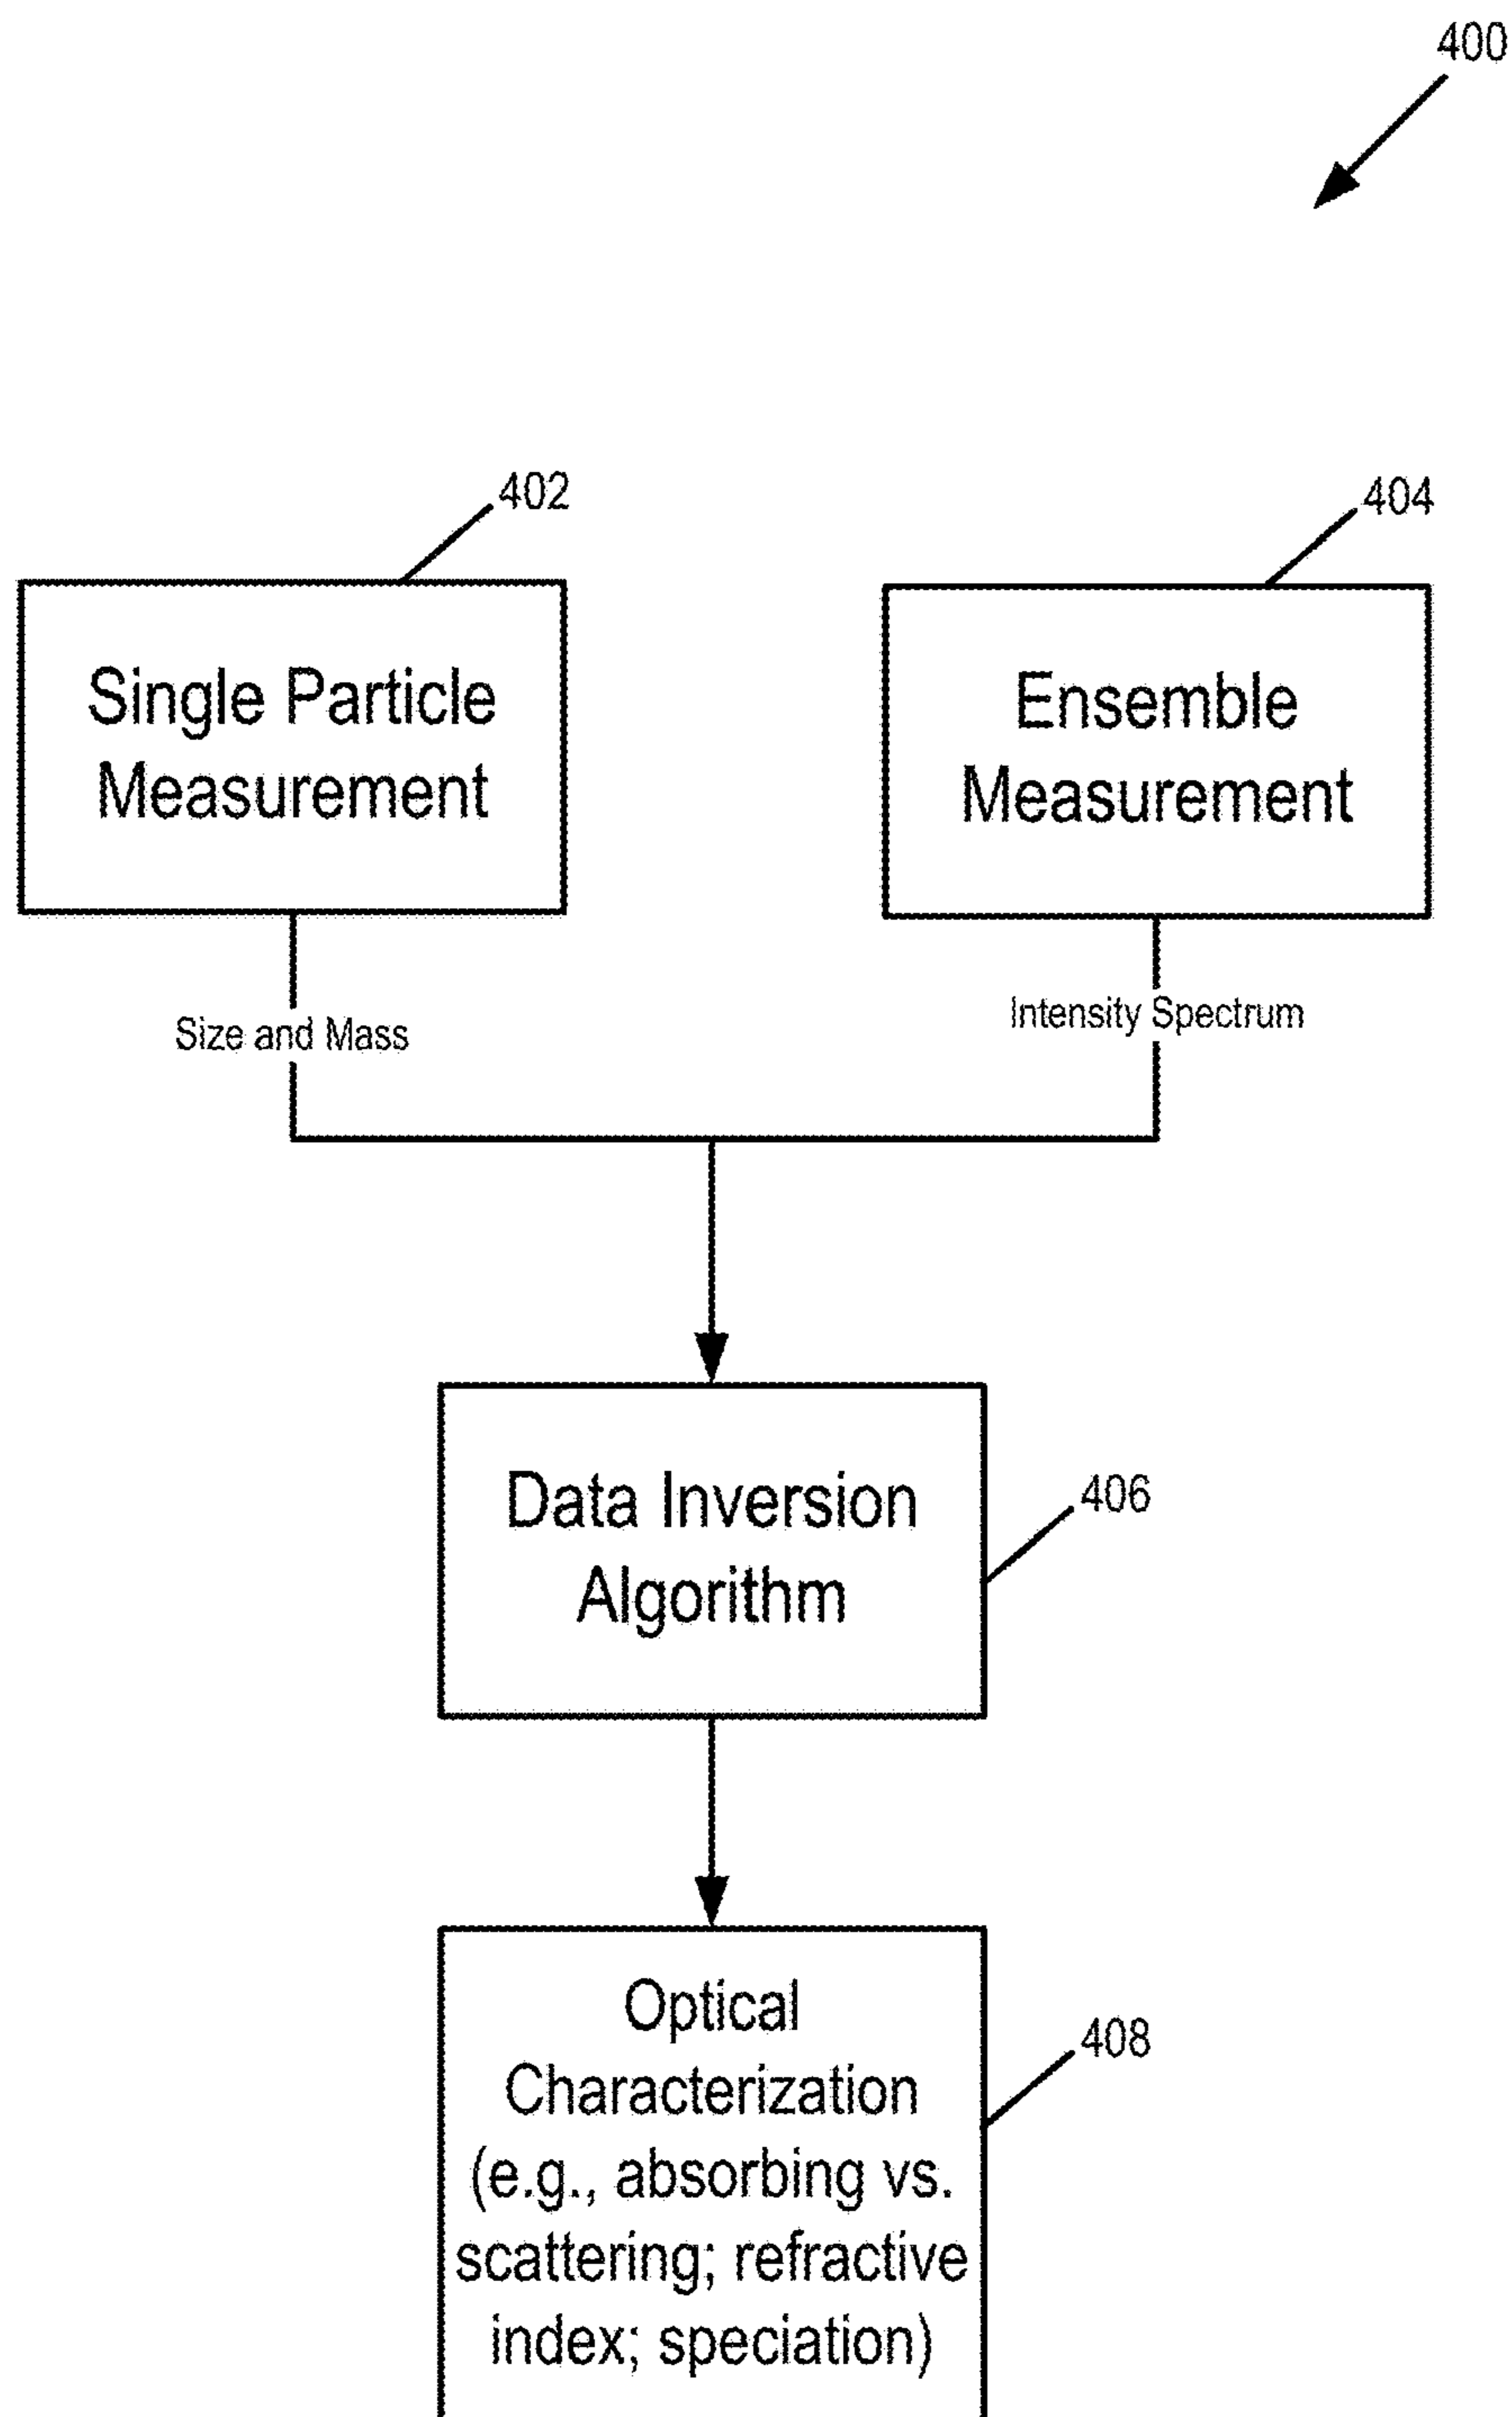 400
402
404
Single Particle
Measurement
Ensemble
Measurement
Size and Mass
Intensity Spectrum
Data Inversion
Algorithm
406
Optical
Characterization
(e.g., absorbing vs.
scattering; refractive
index; speciation)
408